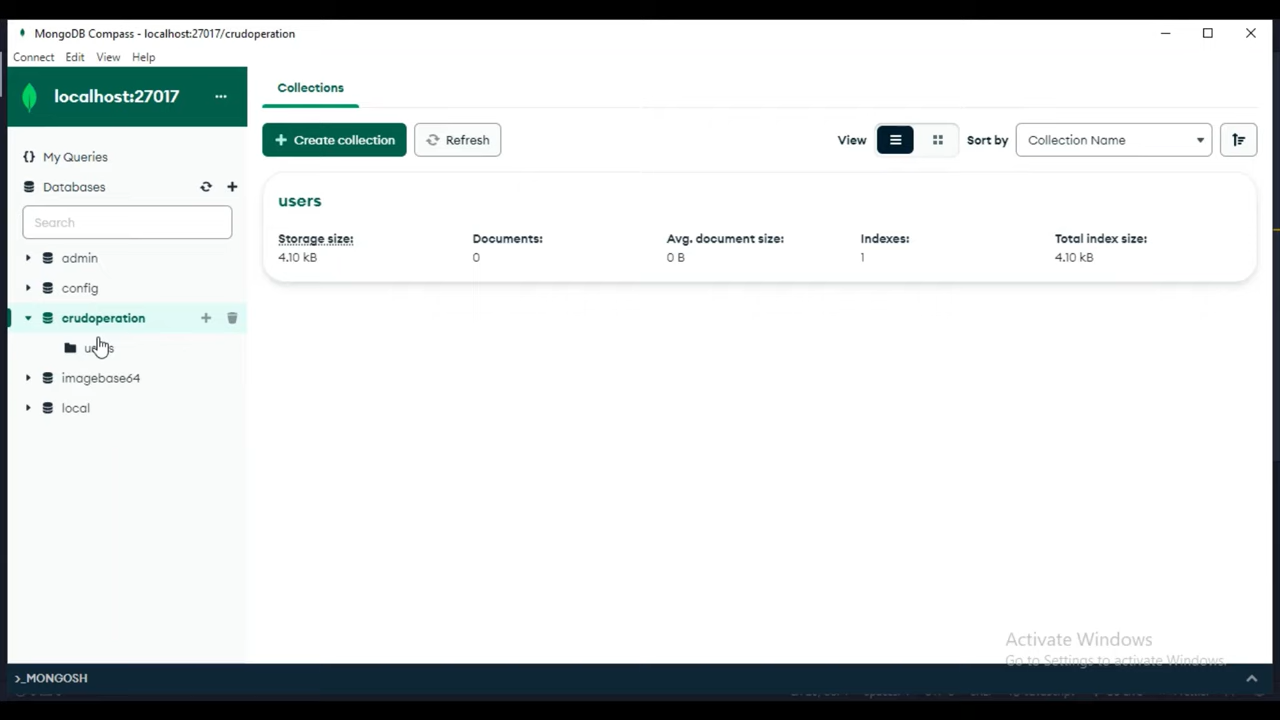 MongoDB Compass - localhost:27017/crudoperation
Connect Edit View Help
localhost:27017 ...
Collections
+ Create collection
Refresh
View
Sort by
Collection Name
{} My Queries
Databases
Search
admin
config
crudoperation
imagebase64
local
users
Storage size: Documents: Avg. document size: Indexes: Total index size:
4.10 kB 0 0 B 1 4.10 kB
Activate Windows
Go to Settings to activate Windows.
>_MONGOSH